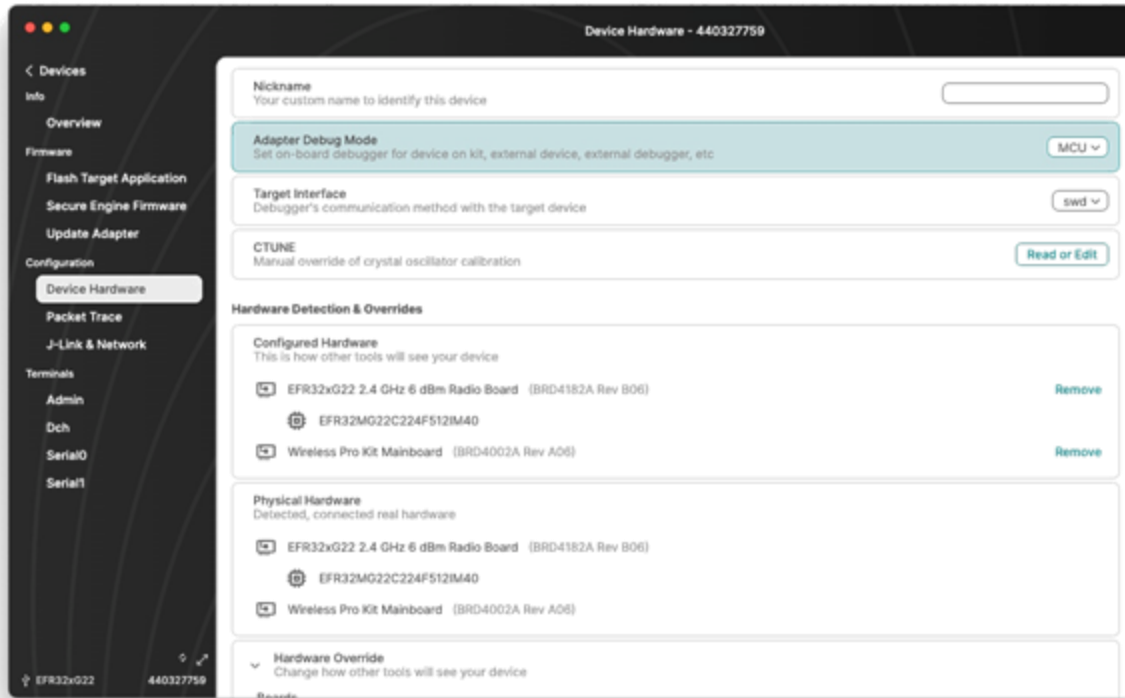 Device Hardware - 440327759
Devices
Info
Overview
Firmware
Flash Target Application
Secure Engine Firmware
Update Adapter
Configuration
Device Hardware
Packet Trace
J-Link & Network
Terminals
Admin
Dch
Serial0
Serial1
EFR32xG22 440327759
Nickname
Your custom name to identify this device
Adapter Debug Mode
Set on-board debugger for device on kit, external device, external debugger, etc
MCU
Target Interface
Debugger's communication method with the target device
swd
CTUNE
Manual override of crystal oscillator calibration
Read or Edit
Hardware Detection & Overrides
Configured Hardware
This is how other tools will see your device
EFR32xG22 2.4 GHz 6 dBm Radio Board (BRD4182A Rev B06) Remove
EFR32MG22C224F512IM40
Wireless Pro Kit Mainboard (BRD4002A Rev A06) Remove
Physical Hardware
Detected, connected real hardware
EFR32xG22 2.4 GHz 6 dBm Radio Board (BRD4182A Rev B06)
EFR32MG22C224F512IM40
Wireless Pro Kit Mainboard (BRD4002A Rev A06)
Hardware Override
Change how other tools will see your device
Boards